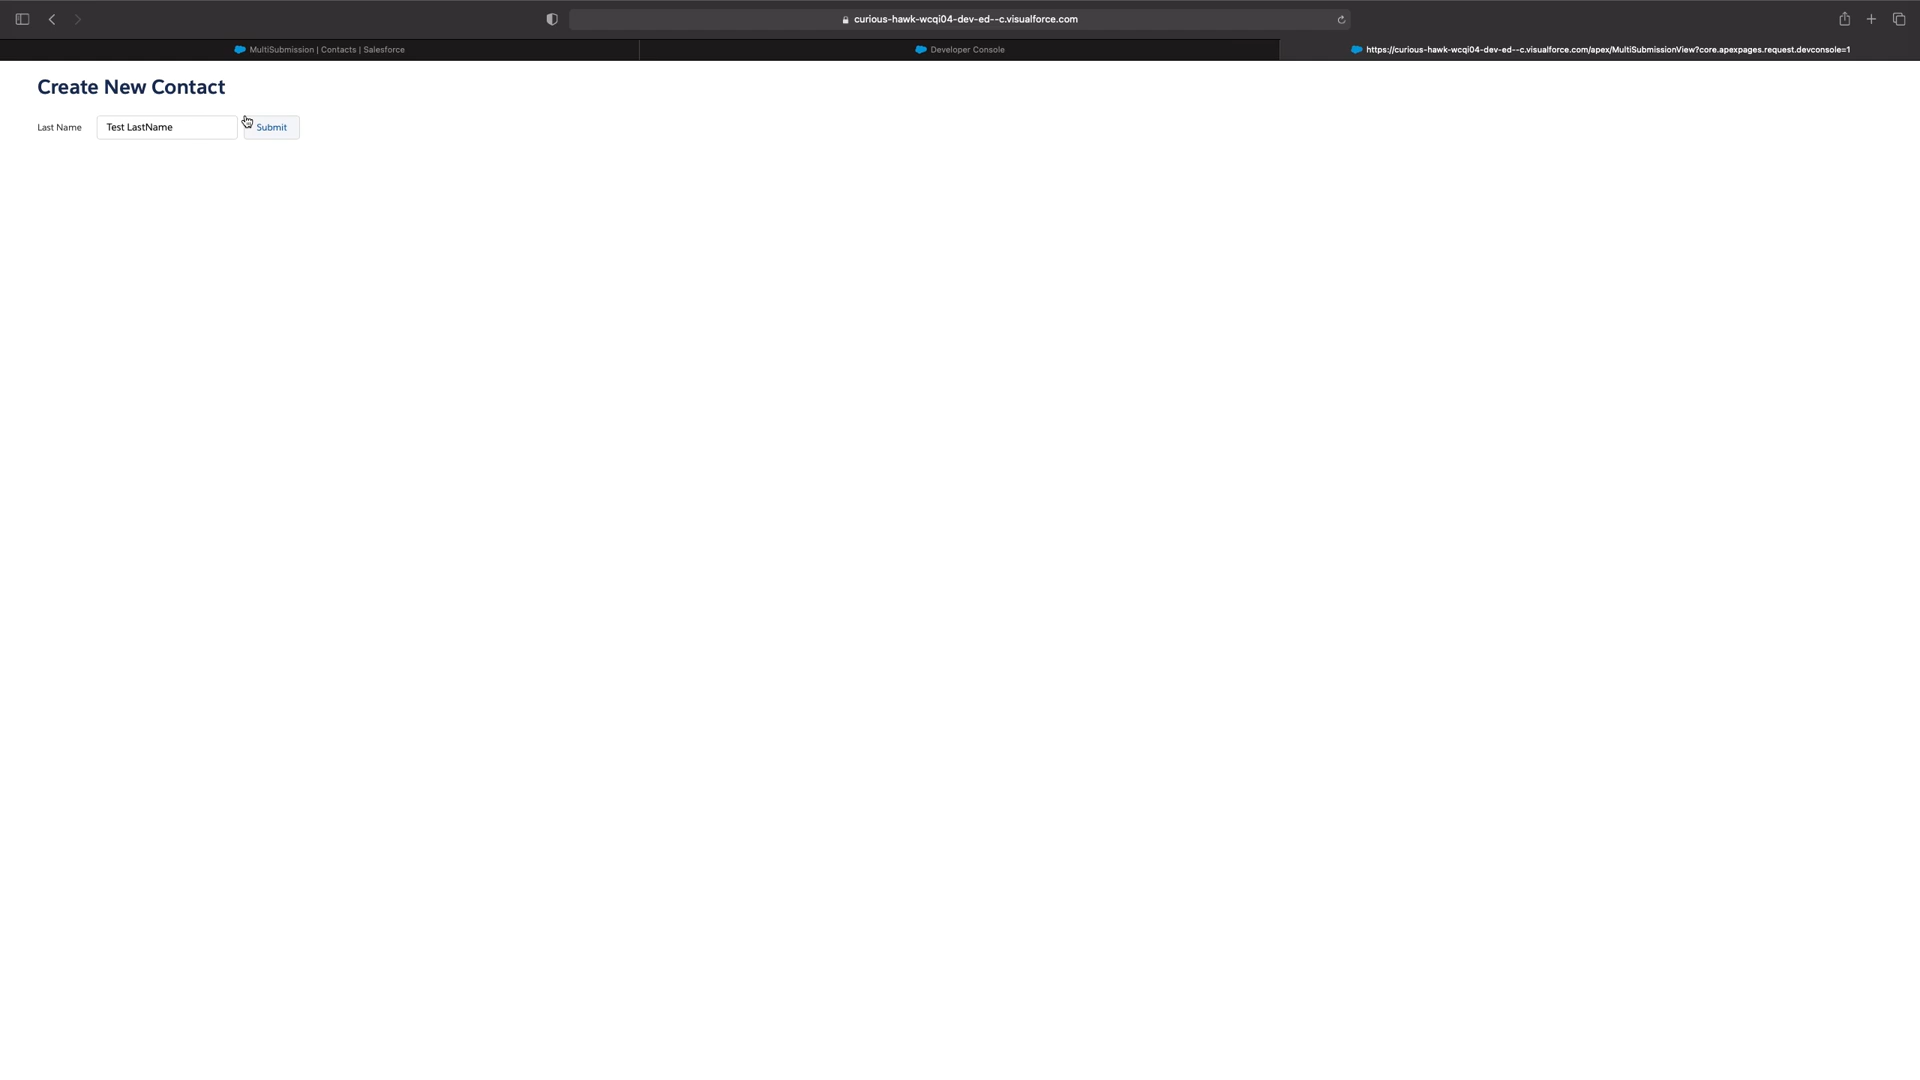 curious-hawk-wcqi04-dev-ed--c.visualforce.com
MultiSubmission | Contacts | Salesforce
Developer Console
https://curious-hawk-wcqi04-dev-ed--c.visualforce.com/apex/MultiSubmissionView?core.apexpages.request.devconsole=1
Create New Contact
Last Name Test LastName Submit